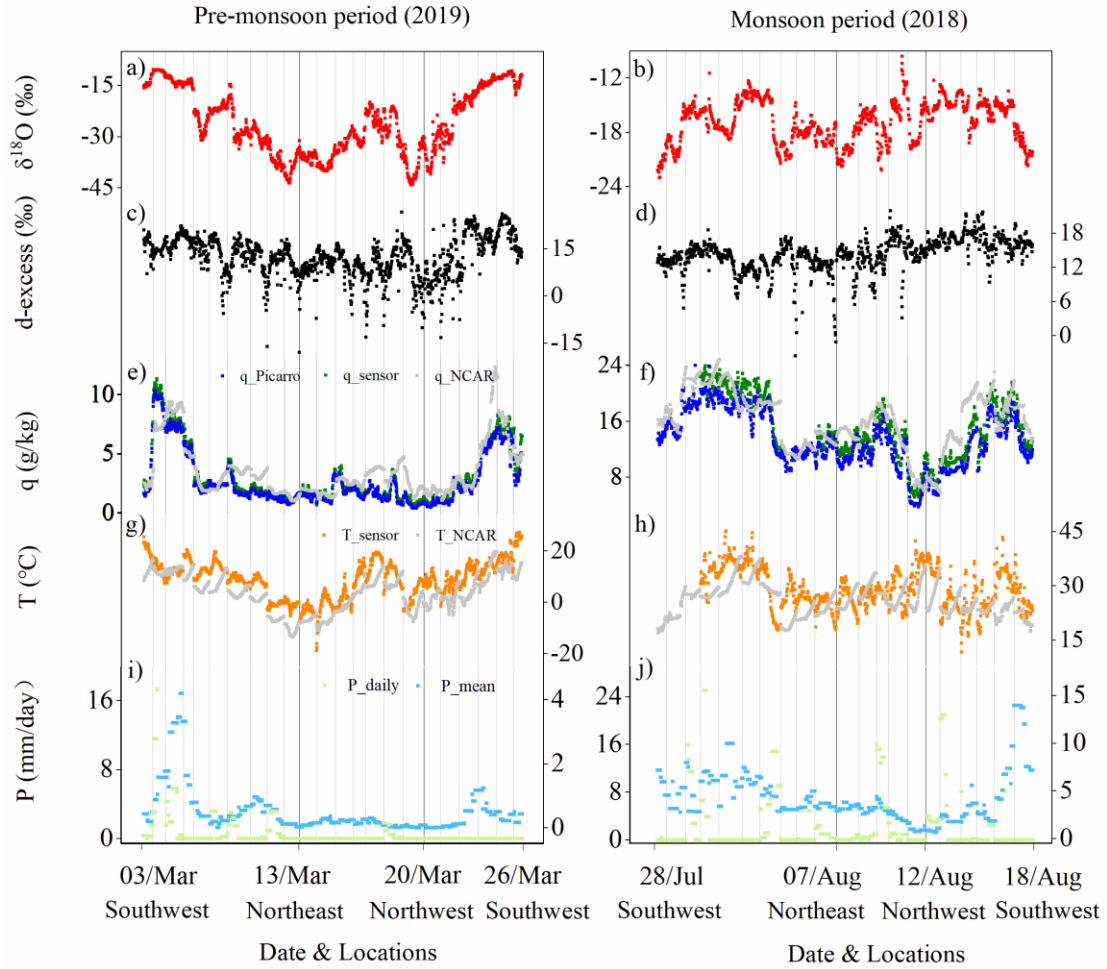 Pre-monsoon period (2019)
Monsoon period (2018)
a)
b)
δ¹⁸O (‰)
-15
-30
-45
-12
-18
-24
c)
d)
d-excess (‰)
15
0
-15
18
12
6
0
e)
f)
q_Picarro q_sensor q_NCAR
q (g/kg)
10
5
0
24
16
8
g)
h)
T_sensor T_NCAR
T (℃)
20
0
-20
45
30
15
i)
j)
P_daily P_mean
P (mm/day)
16
8
0
4
2
0
24
16
8
0
15
10
5
0
03/Mar 13/Mar 20/Mar 26/Mar
Southwest Northeast Northwest Southwest
Date & Locations
28/Jul 07/Aug 12/Aug 18/Aug
Southwest Northeast Northwest Southwest
Date & Locations